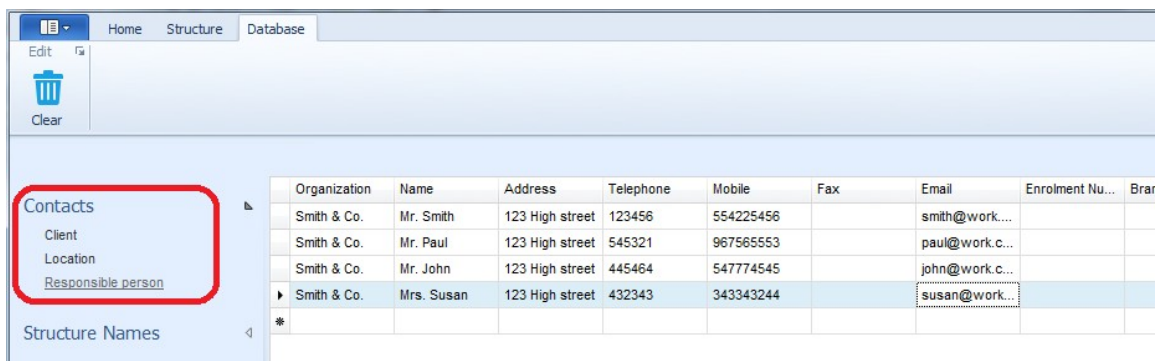 Home Structure Database
Edit
Clear
Contacts
Client
Location
Responsible person
Structure Names
Organization Name Address Telephone Mobile Fax Email Enrolment Nu... Bran
Smith & Co. Mr. Smith 123 High street 123456 554225456 smith@work....
Smith & Co. Mr. Paul 123 High street 545321 967565553 paul@work.c...
Smith & Co. Mr. John 123 High street 445464 547774545 john@work.c...
Smith & Co. Mrs. Susan 123 High street 432343 343343244 susan@work...